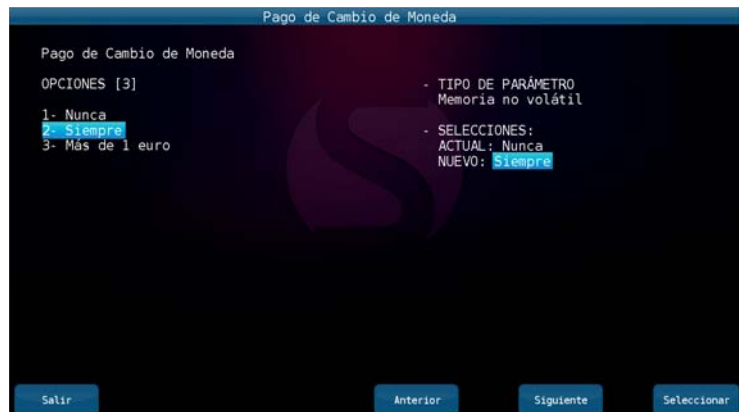 Pago de Cambio de Moneda
Pago de Cambio de Moneda
OPCIONES [3]
1- Nunca
2- Siempre
3- Más de 1 euro
- TIPO DE PARÁMETRO
Memoria no volátil
- SELECCIONES:
ACTUAL: Nunca
NUEVO: Siempre
Salir
Anterior
Siguiente
Seleccionar